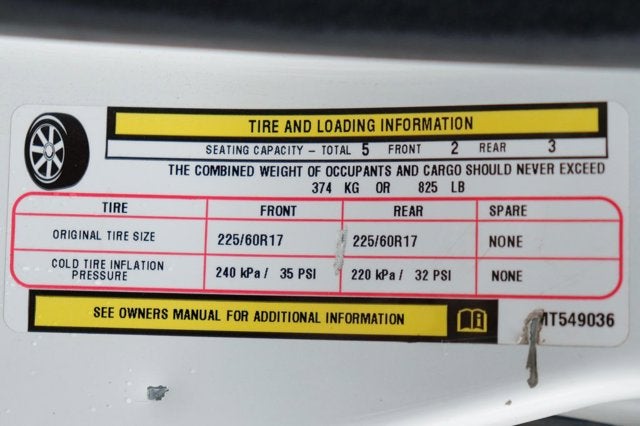 TIRE AND LOADING INFORMATION
SEATING CAPACITY – TOTAL 5 FRONT 2 REAR 3
THE COMBINED WEIGHT OF OCCUPANTS AND CARGO SHOULD NEVER EXCEED
374 KG OR 825 LB
TIRE FRONT REAR SPARE
ORIGINAL TIRE SIZE 225/60R17 225/60R17 NONE
COLD TIRE INFLATION PRESSURE 240 kPa / 35 PSI 220 kPa / 32 PSI NONE
SEE OWNERS MANUAL FOR ADDITIONAL INFORMATION